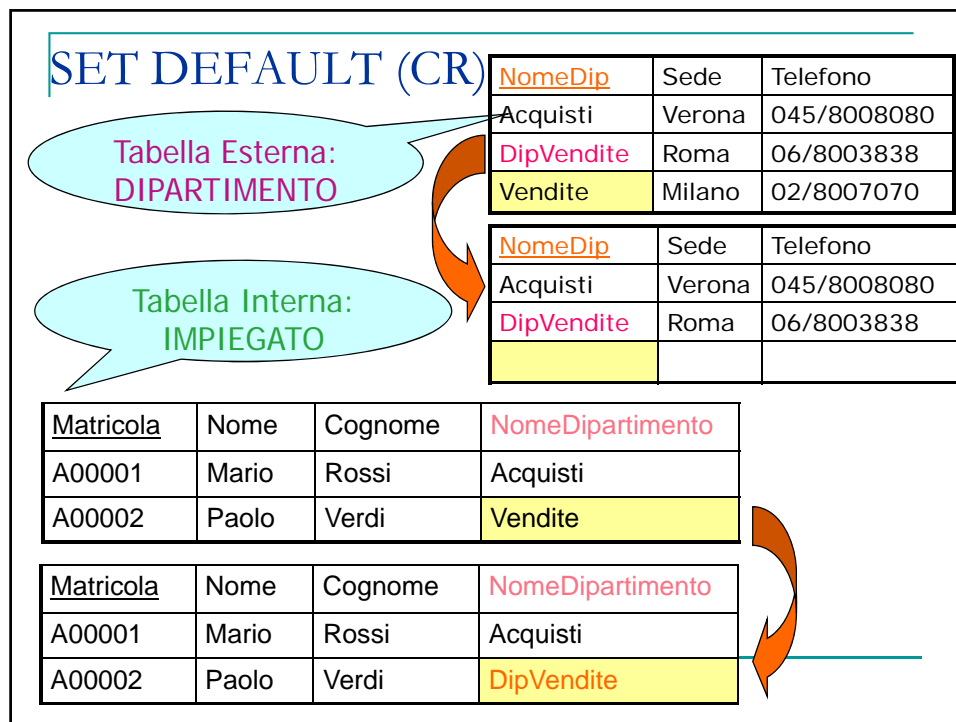 SET DEFAULT (CR)
NomeDip Sede Telefono
Acquisti Verona 045/8008080
DipVendite Roma 06/8003838
Vendite Milano 02/8007070
Tabella Esterna:
DIPARTIMENTO
NomeDip Sede Telefono
Acquisti Verona 045/8008080
DipVendite Roma 06/8003838
Tabella Interna:
IMPIEGATO
Matricola Nome Cognome NomeDipartimento
A00001 Mario Rossi Acquisti
A00002 Paolo Verdi Vendite
Matricola Nome Cognome NomeDipartimento
A00001 Mario Rossi Acquisti
A00002 Paolo Verdi DipVendite